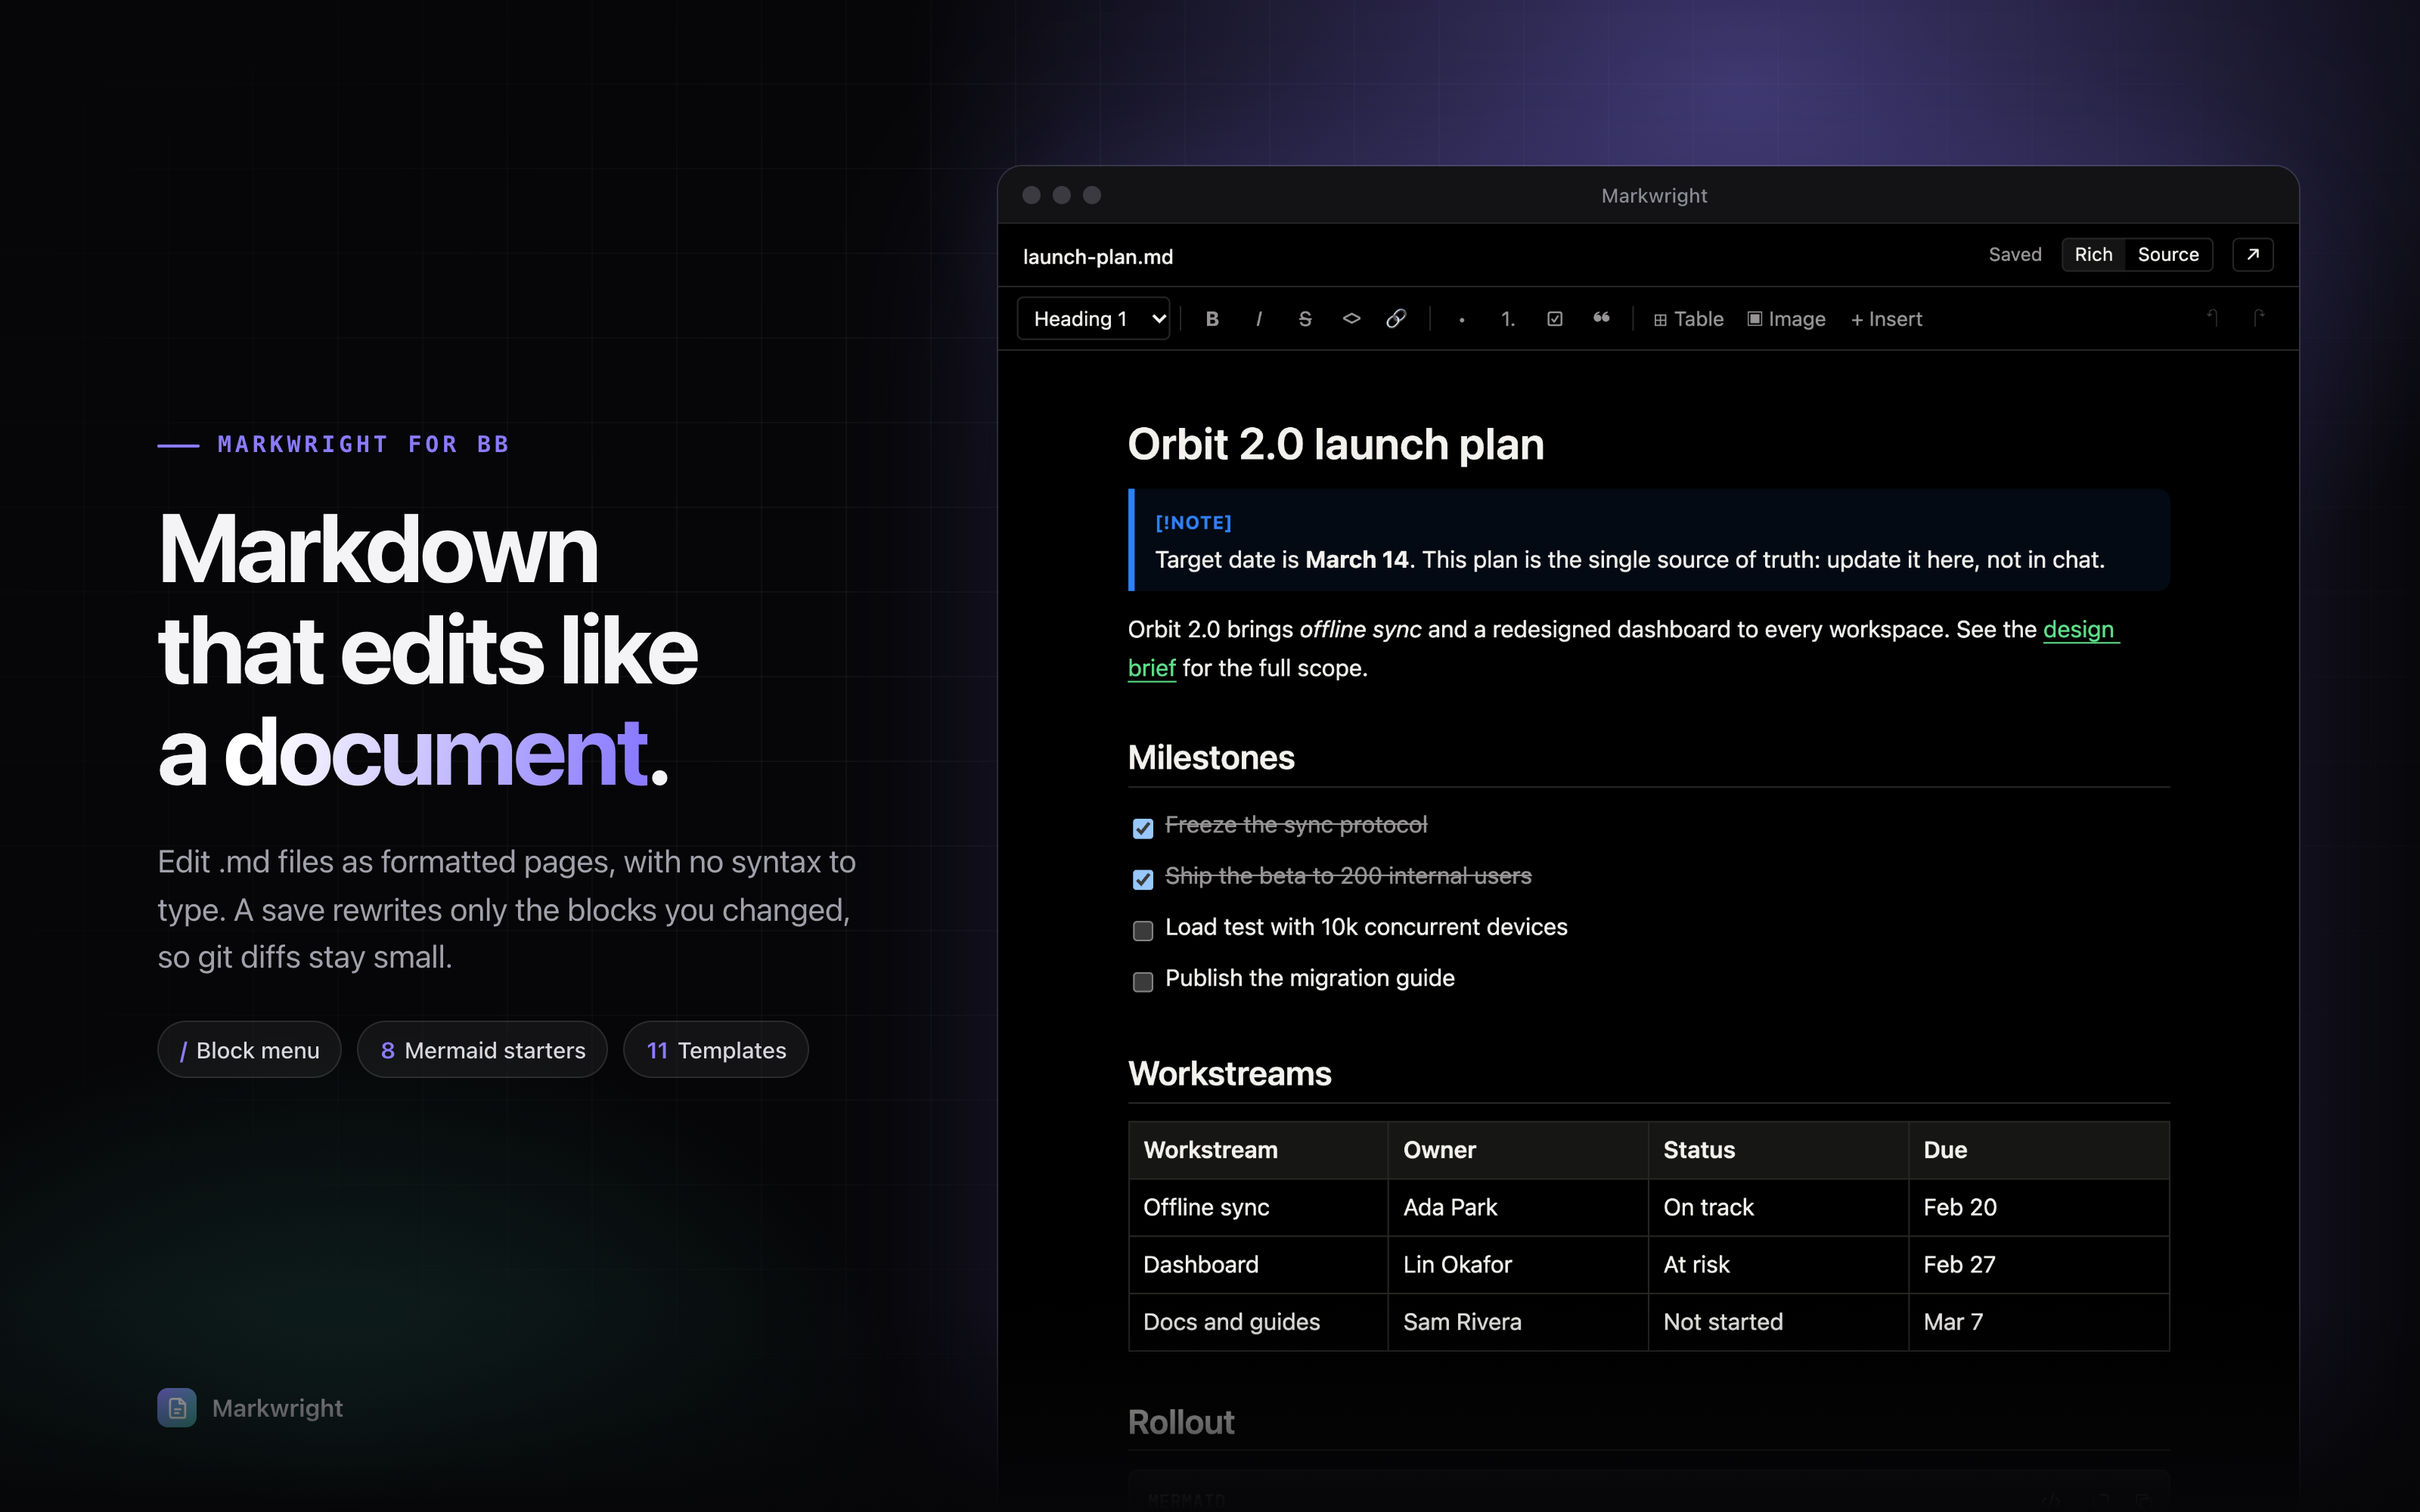 MARKWRIGHT FOR BB
Markdown
that edits like
a document.
Edit .md files as formatted pages, with no syntax to
type. A save rewrites only the blocks you changed,
so git diffs stay small.
/ Block menu
8 Mermaid starters
11 Templates
Markwright
Markwright
launch-plan.md
Saved
Rich
Source
Heading 1
B
I
S
1.
Table
Image
+ Insert
Orbit 2.0 launch plan
[!NOTE]
Target date is March 14. This plan is the single source of truth: update it here, not in chat.
Orbit 2.0 brings offline sync and a redesigned dashboard to every workspace. See the design
brief for the full scope.
Milestones
Freeze the sync protocol
Ship the beta to 200 internal users
Load test with 10k concurrent devices
Publish the migration guide
Workstreams
Workstream Owner Status Due
Offline sync Ada Park On track Feb 20
Dashboard Lin Okafor At risk Feb 27
Docs and guides Sam Rivera Not started Mar 7
Rollout
MERMAID